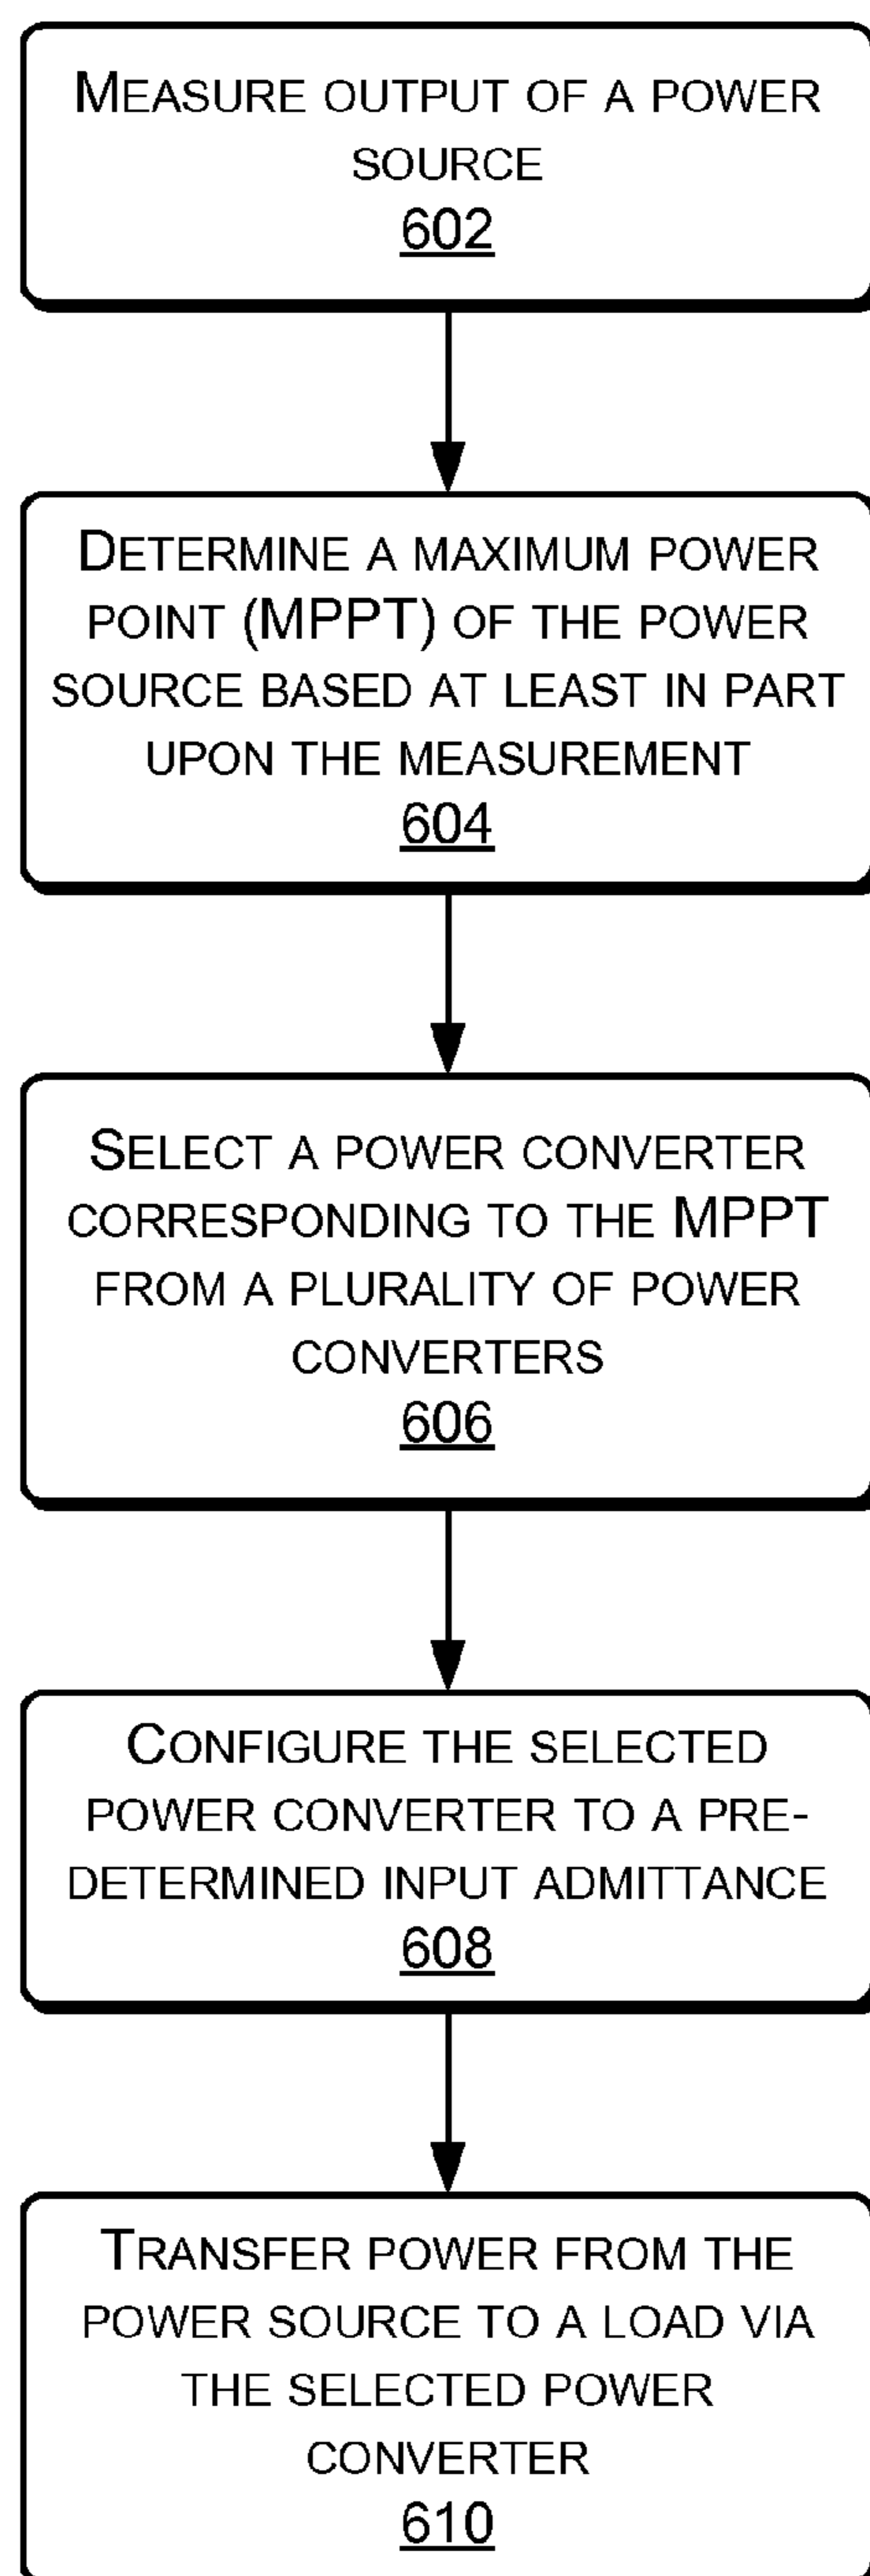 MEASURE OUTPUT OF A POWER
SOURCE
602
DETERMINE A MAXIMUM POWER
POINT (MPPT) OF THE POWER
SOURCE BASED AT LEAST IN PART
UPON THE MEASUREMENT
604
SELECT A POWER CONVERTER
CORRESPONDING TO THE MPPT
FROM A PLURALITY OF POWER
CONVERTERS
606
CONFIGURE THE SELECTED
POWER CONVERTER TO A PRE-
DETERMINED INPUT ADMITTANCE
608
TRANSFER POWER FROM THE
POWER SOURCE TO A LOAD VIA
THE SELECTED POWER
CONVERTER
610